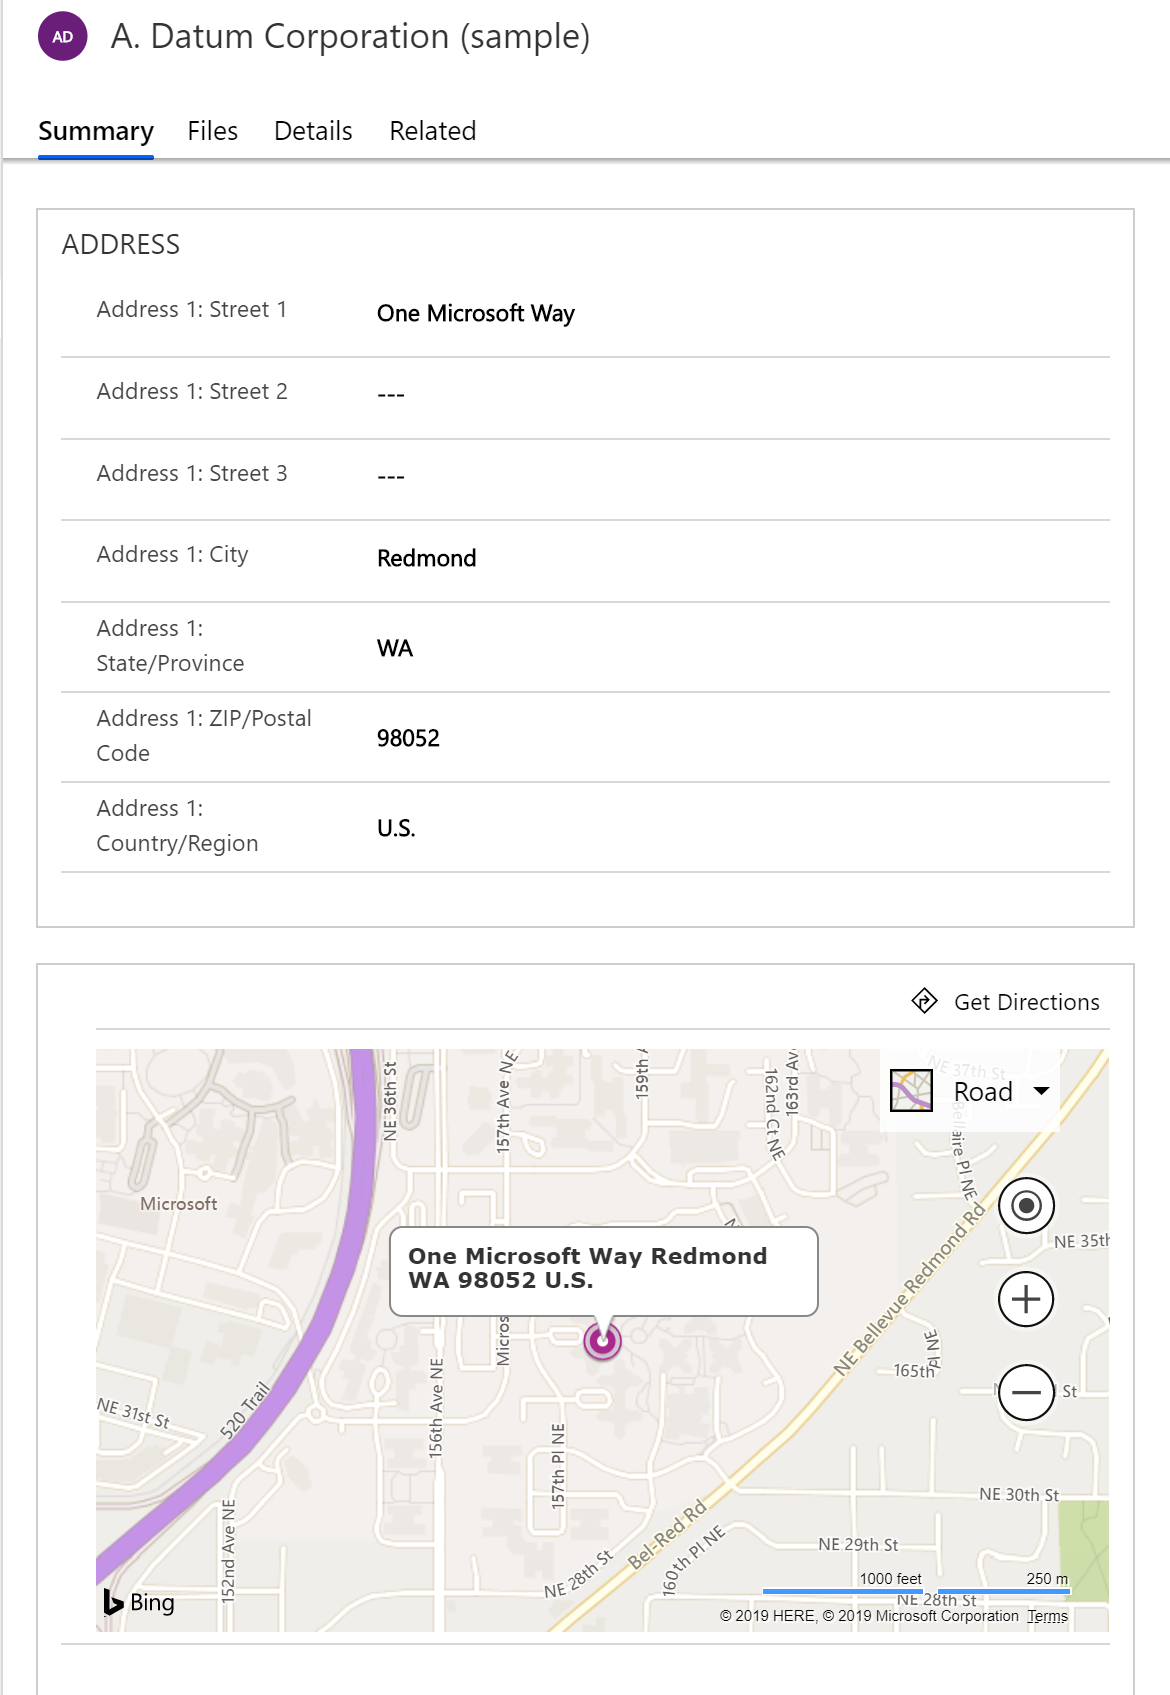 AD
A. Datum Corporation (sample)
Summary Files Details Related
ADDRESS
Address 1: Street 1 One Microsoft Way
Address 1: Street 2 ---
Address 1: Street 3 ---
Address 1: City Redmond
Address 1:
State/Province
WA
Address 1: ZIP/Postal
Code
98052
Address 1:
Country/Region
U.S.
Get Directions
NE 36th St
157th Ave NE
159th A
162nd Ct NE
163rd Av
NE 37th St
Road
Bellaire Pl NE
Microsoft
NE 35th
One Microsoft Way Redmond
WA 98052 U.S.
Micros
NE Bellevue Redmond Rd
165th
Pl NE
St
NE 31st St
520 Trail
156th Ave NE
157th Pl NE
NE 30th St
152nd Ave NE
Bel-Red Rd
160th Pl NE
NE 29th St
NE 28th St
1000 feet 250 m
NE 28th St
Bing
© 2019 HERE, © 2019 Microsoft Corporation Terms